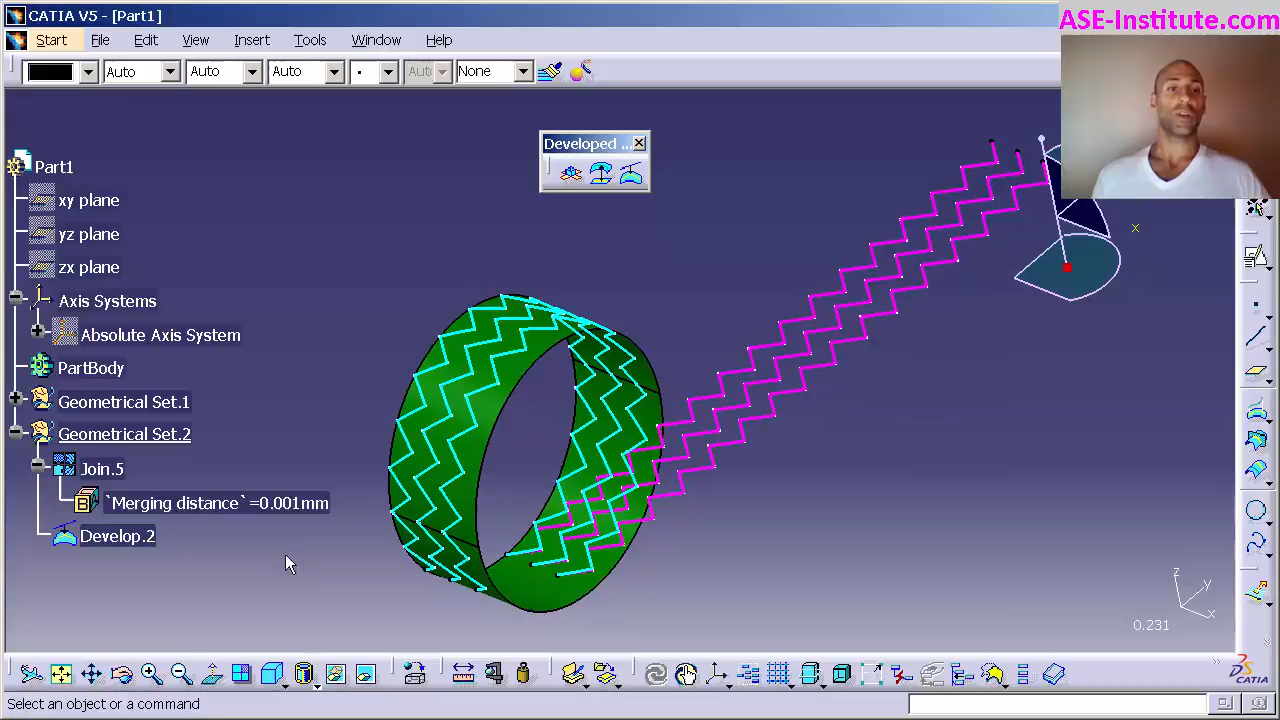 CATIA V5 - [Part1]
ASE-Institute.com
Start File Edit View Insert Tools Window Help
Auto Auto Auto Aut None
Developed ...
Part1
xy plane
yz plane
zx plane
x
Axis Systems
Absolute Axis System
PartBody
Geometrical Set.1
Geometrical Set.2
Join.5
`Merging distance`=0.001mm
Develop.2
z
y
x
0.231
CATIA
Select an object or a command